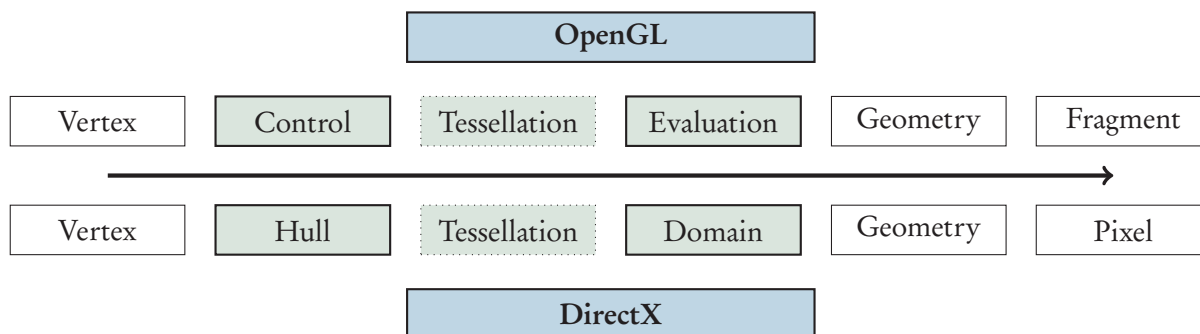 OpenGL
Vertex Control Tessellation Evaluation Geometry Fragment
Vertex Hull Tessellation Domain Geometry Pixel
DirectX